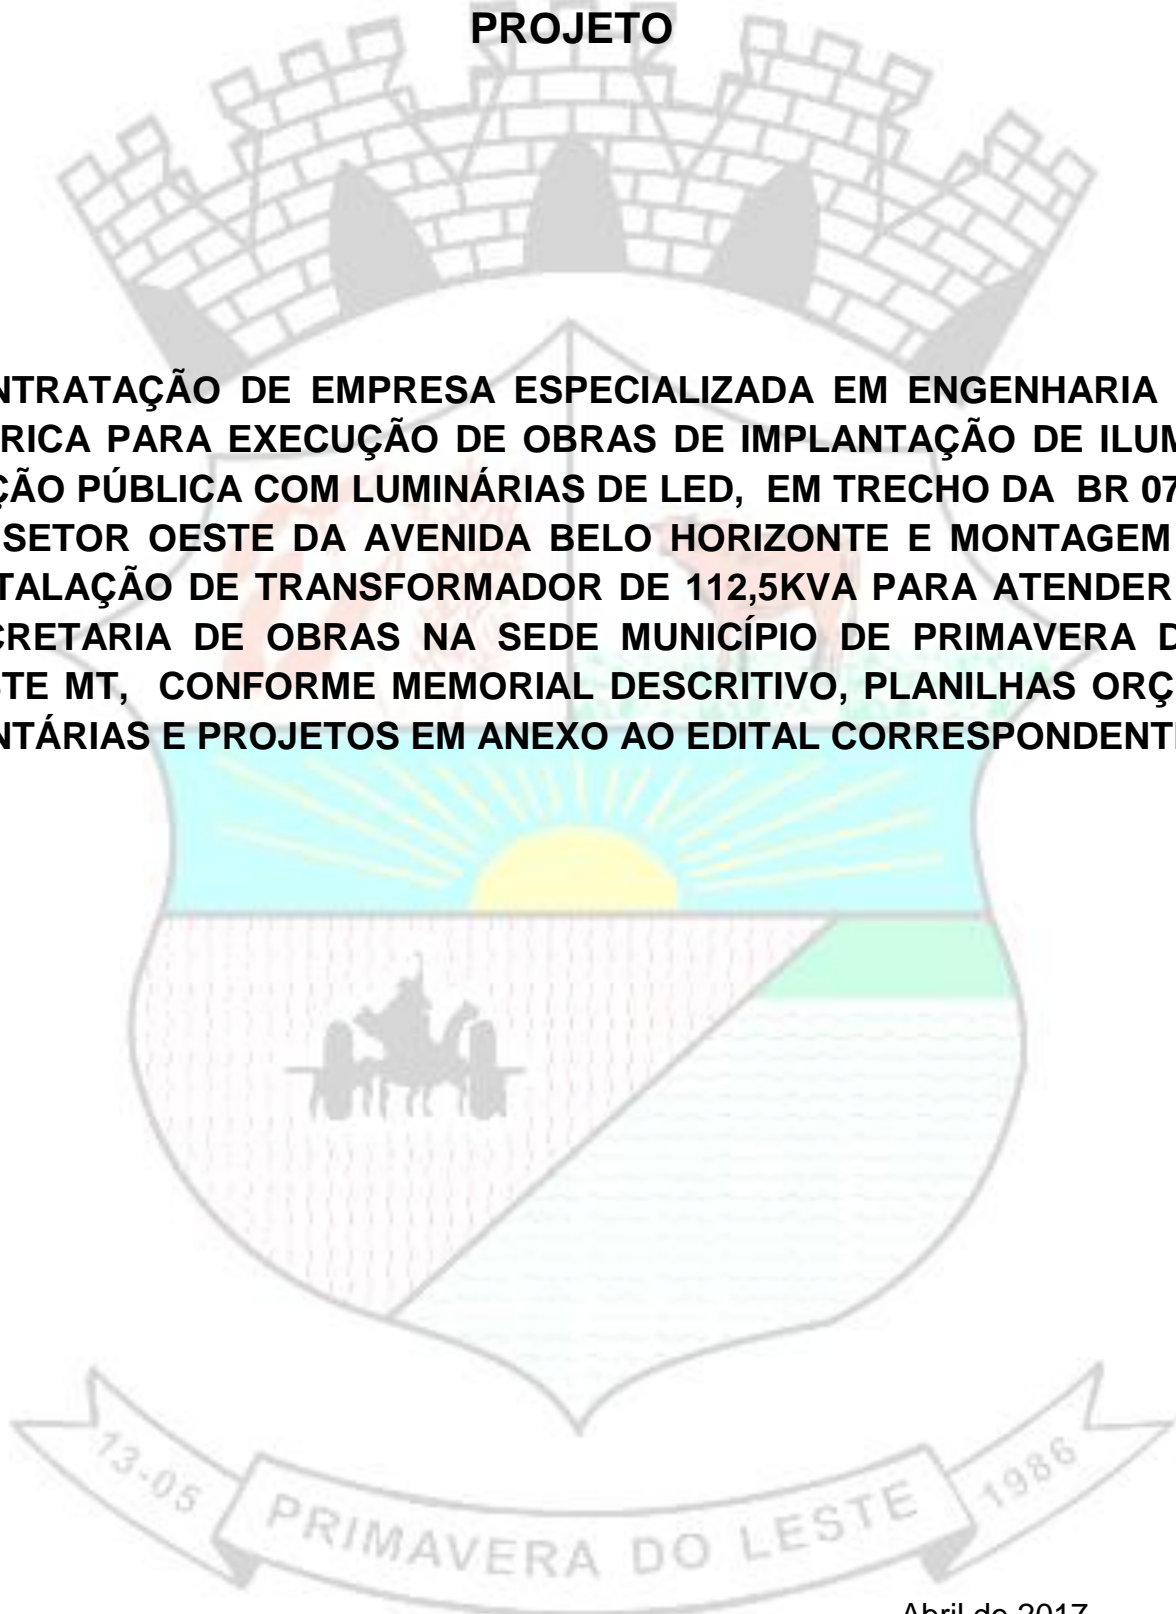 PROJETO
NTRATAÇÃO DE EMPRESA ESPECIALIZADA EM ENGENHARIA
RICA PARA EXECUÇÃO DE OBRAS DE IMPLANTAÇÃO DE ILUM
ÇÃO PÚBLICA COM LUMINÁRIAS DE LED, EM TRECHO DA BR 07
SETOR OESTE DA AVENIDA BELO HORIZONTE E MONTAGEM
TALAÇÃO DE TRANSFORMADOR DE 112,5KVA PARA ATENDER
CRETARIA DE OBRAS NA SEDE MUNICÍPIO DE PRIMAVERA D
TE MT, CONFORME MEMORIAL DESCRITIVO, PLANILHAS ORÇ
NTÁRIAS E PROJETOS EM ANEXO AO EDITAL CORRESPONDENT
13-05 PRIMAVERA DO LESTE 1986
Abril de 2017